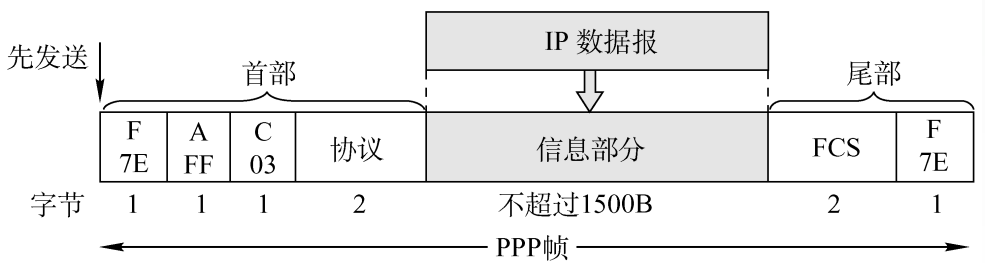 IP 数据报
先发送
首部
尾部
F 7E
A FF
C 03
协议
信息部分
FCS
F 7E
字节 1 1 1 2 不超过1500B 2 1
PPP帧